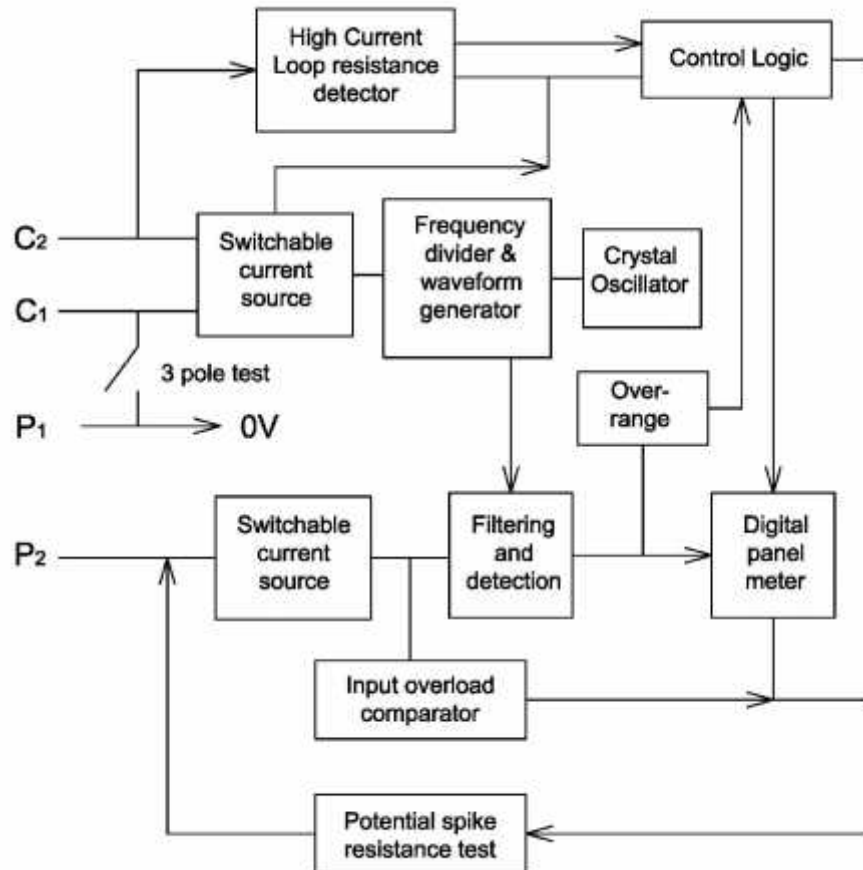 High Current
Loop resistance
detector
Control Logic
C2
Switchable
current
source
Frequency
divider &
waveform
generator
Crystal
Oscillator
C1
3 pole test
P1
0V
Over-
range
P2
Switchable
current
source
Filtering
and
detection
Digital
panel
meter
Input overload
comparator
Potential spike
resistance test